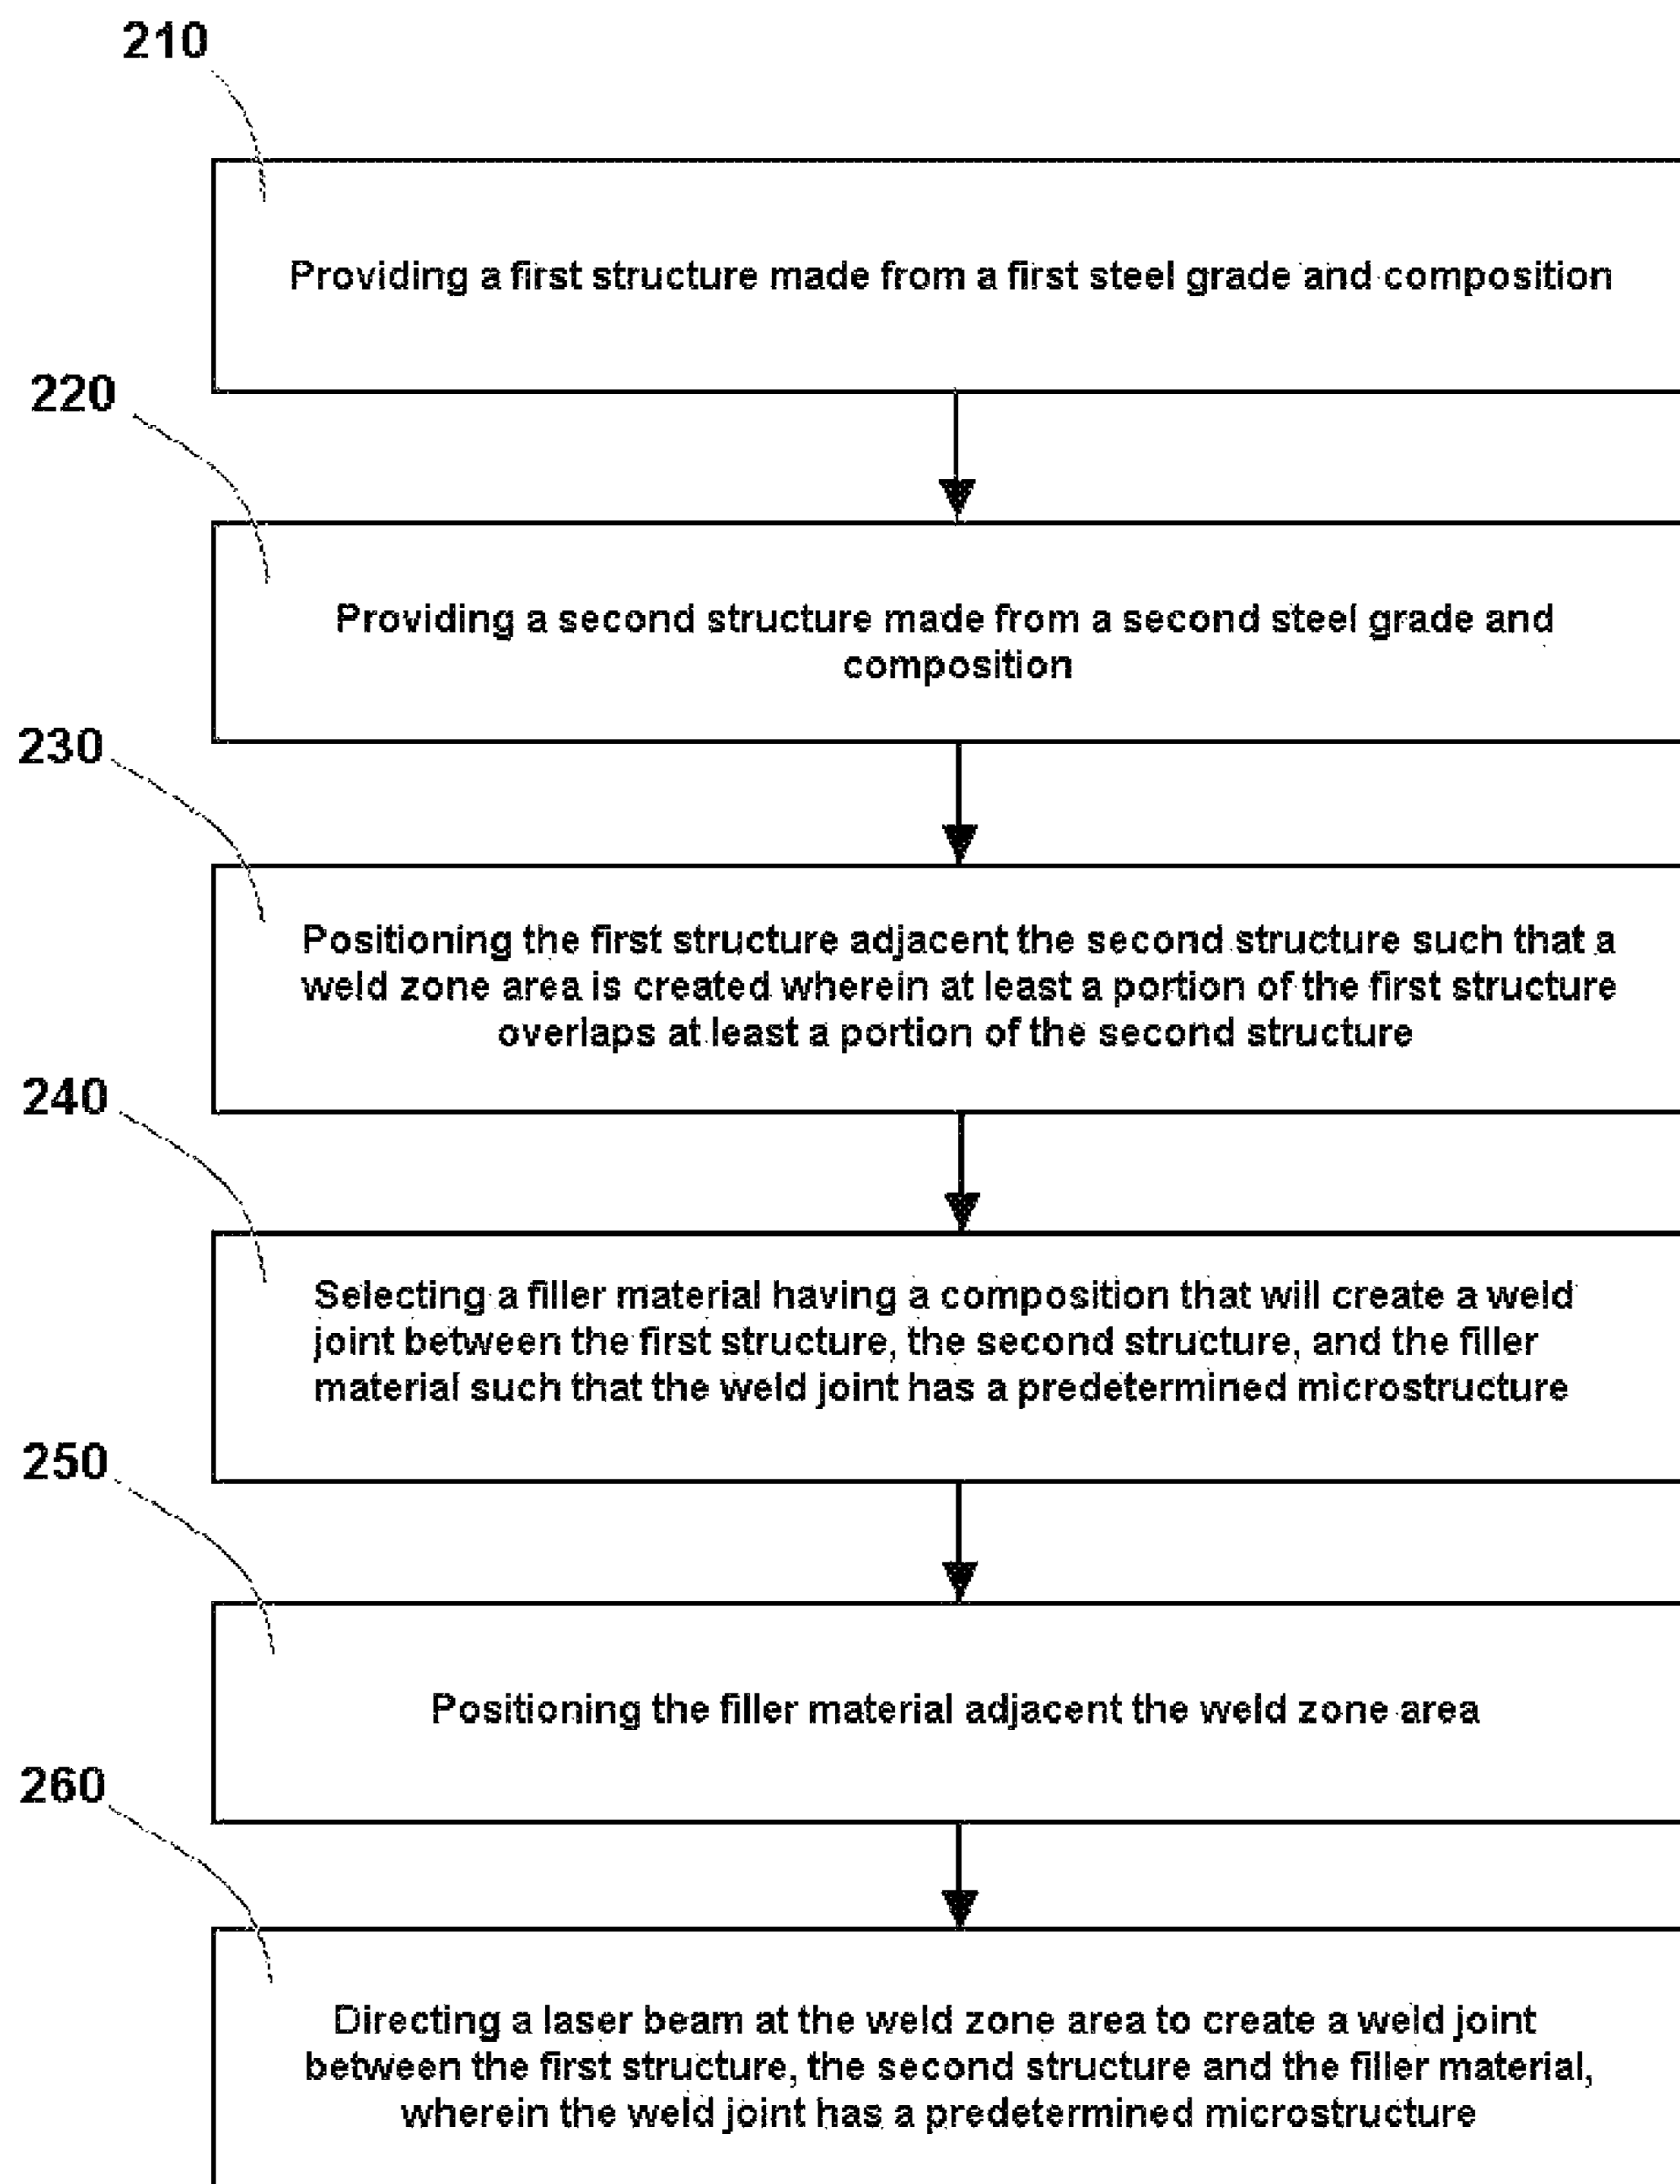 210
Providing a first structure made from a first steel grade and composition
220
Providing a second structure made from a second steel grade and
composition
230
Positioning the first structure adjacent the second structure such that a
weld zone area is created wherein at least a portion of the first structure
overlaps at least a portion of the second structure
240
Selecting a filler material having a composition that will create a weld
joint between the first structure, the second structure, and the filler
material such that the weld joint has a predetermined microstructure
250
Positioning the filler material adjacent the weld zone area
260
Directing a laser beam at the weld zone area to create a weld joint
between the first structure, the second structure and the filler material,
wherein the weld joint has a predetermined microstructure